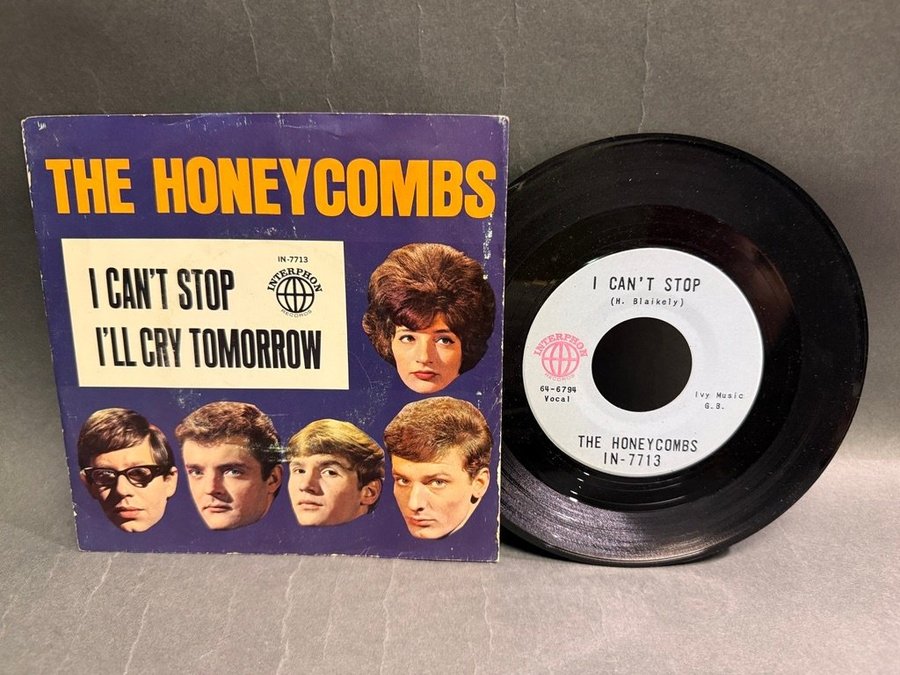 THE HONEYCOMBS
IN-7713
INTERPHON
RECORDS
I CAN'T STOP
I'LL CRY TOMORROW
I CAN'T STOP
(H. Blaikely)
INTERPHON
RECORDS
64-6794
Vocal
Ivy Music
G.B.
THE HONEYCOMBS
IN-7713